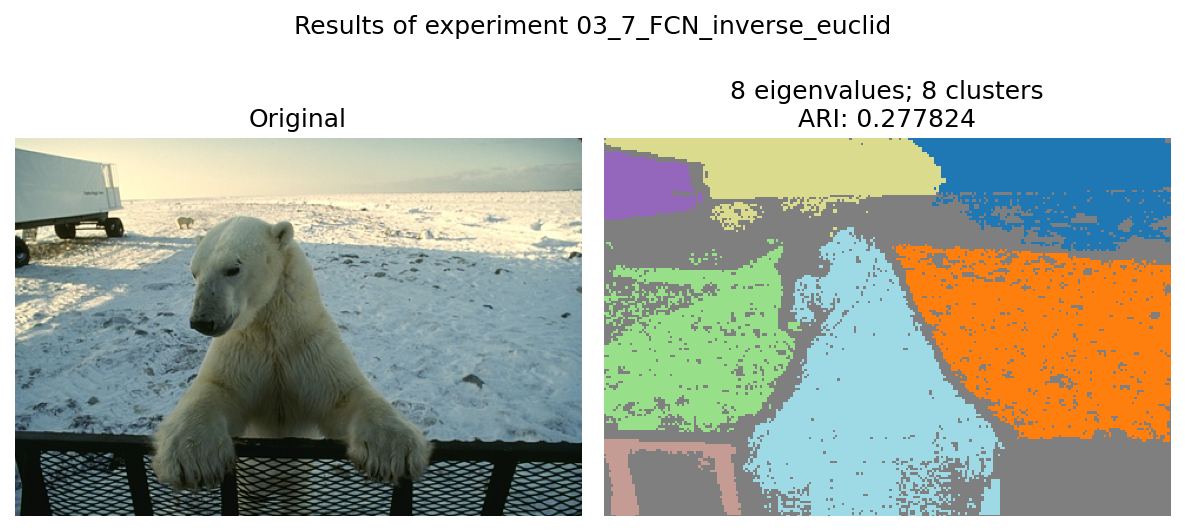 Results of experiment 03_7_FCN_inverse_euclid
Original
8 eigenvalues; 8 clusters
ARI: 0.277824